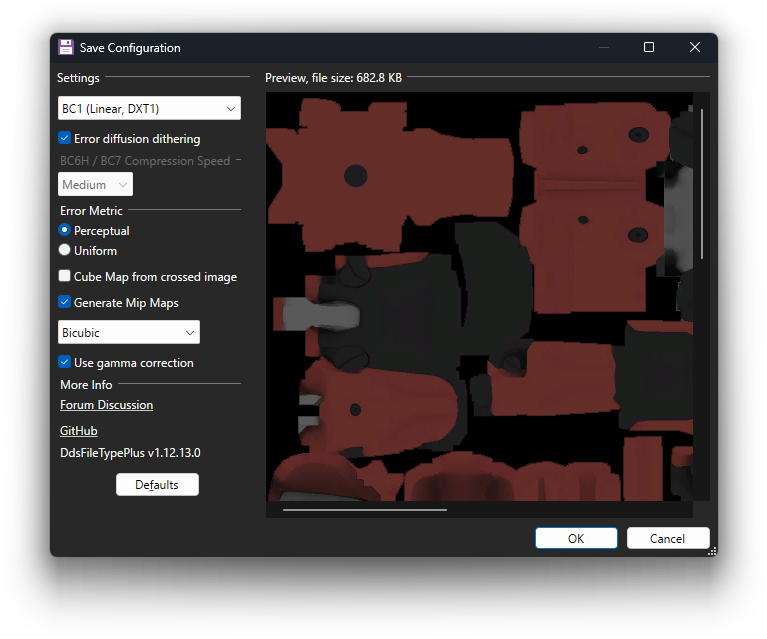 Save Configuration
Settings
Preview, file size: 682.8 KB
BC1 (Linear, DXT1)
Error diffusion dithering
BC6H / BC7 Compression Speed
Medium
Error Metric
Perceptual
Uniform
Cube Map from crossed image
Generate Mip Maps
Bicubic
Use gamma correction
More Info
Forum Discussion
GitHub
DdsFileTypePlus v1.12.13.0
Defaults
OK
Cancel